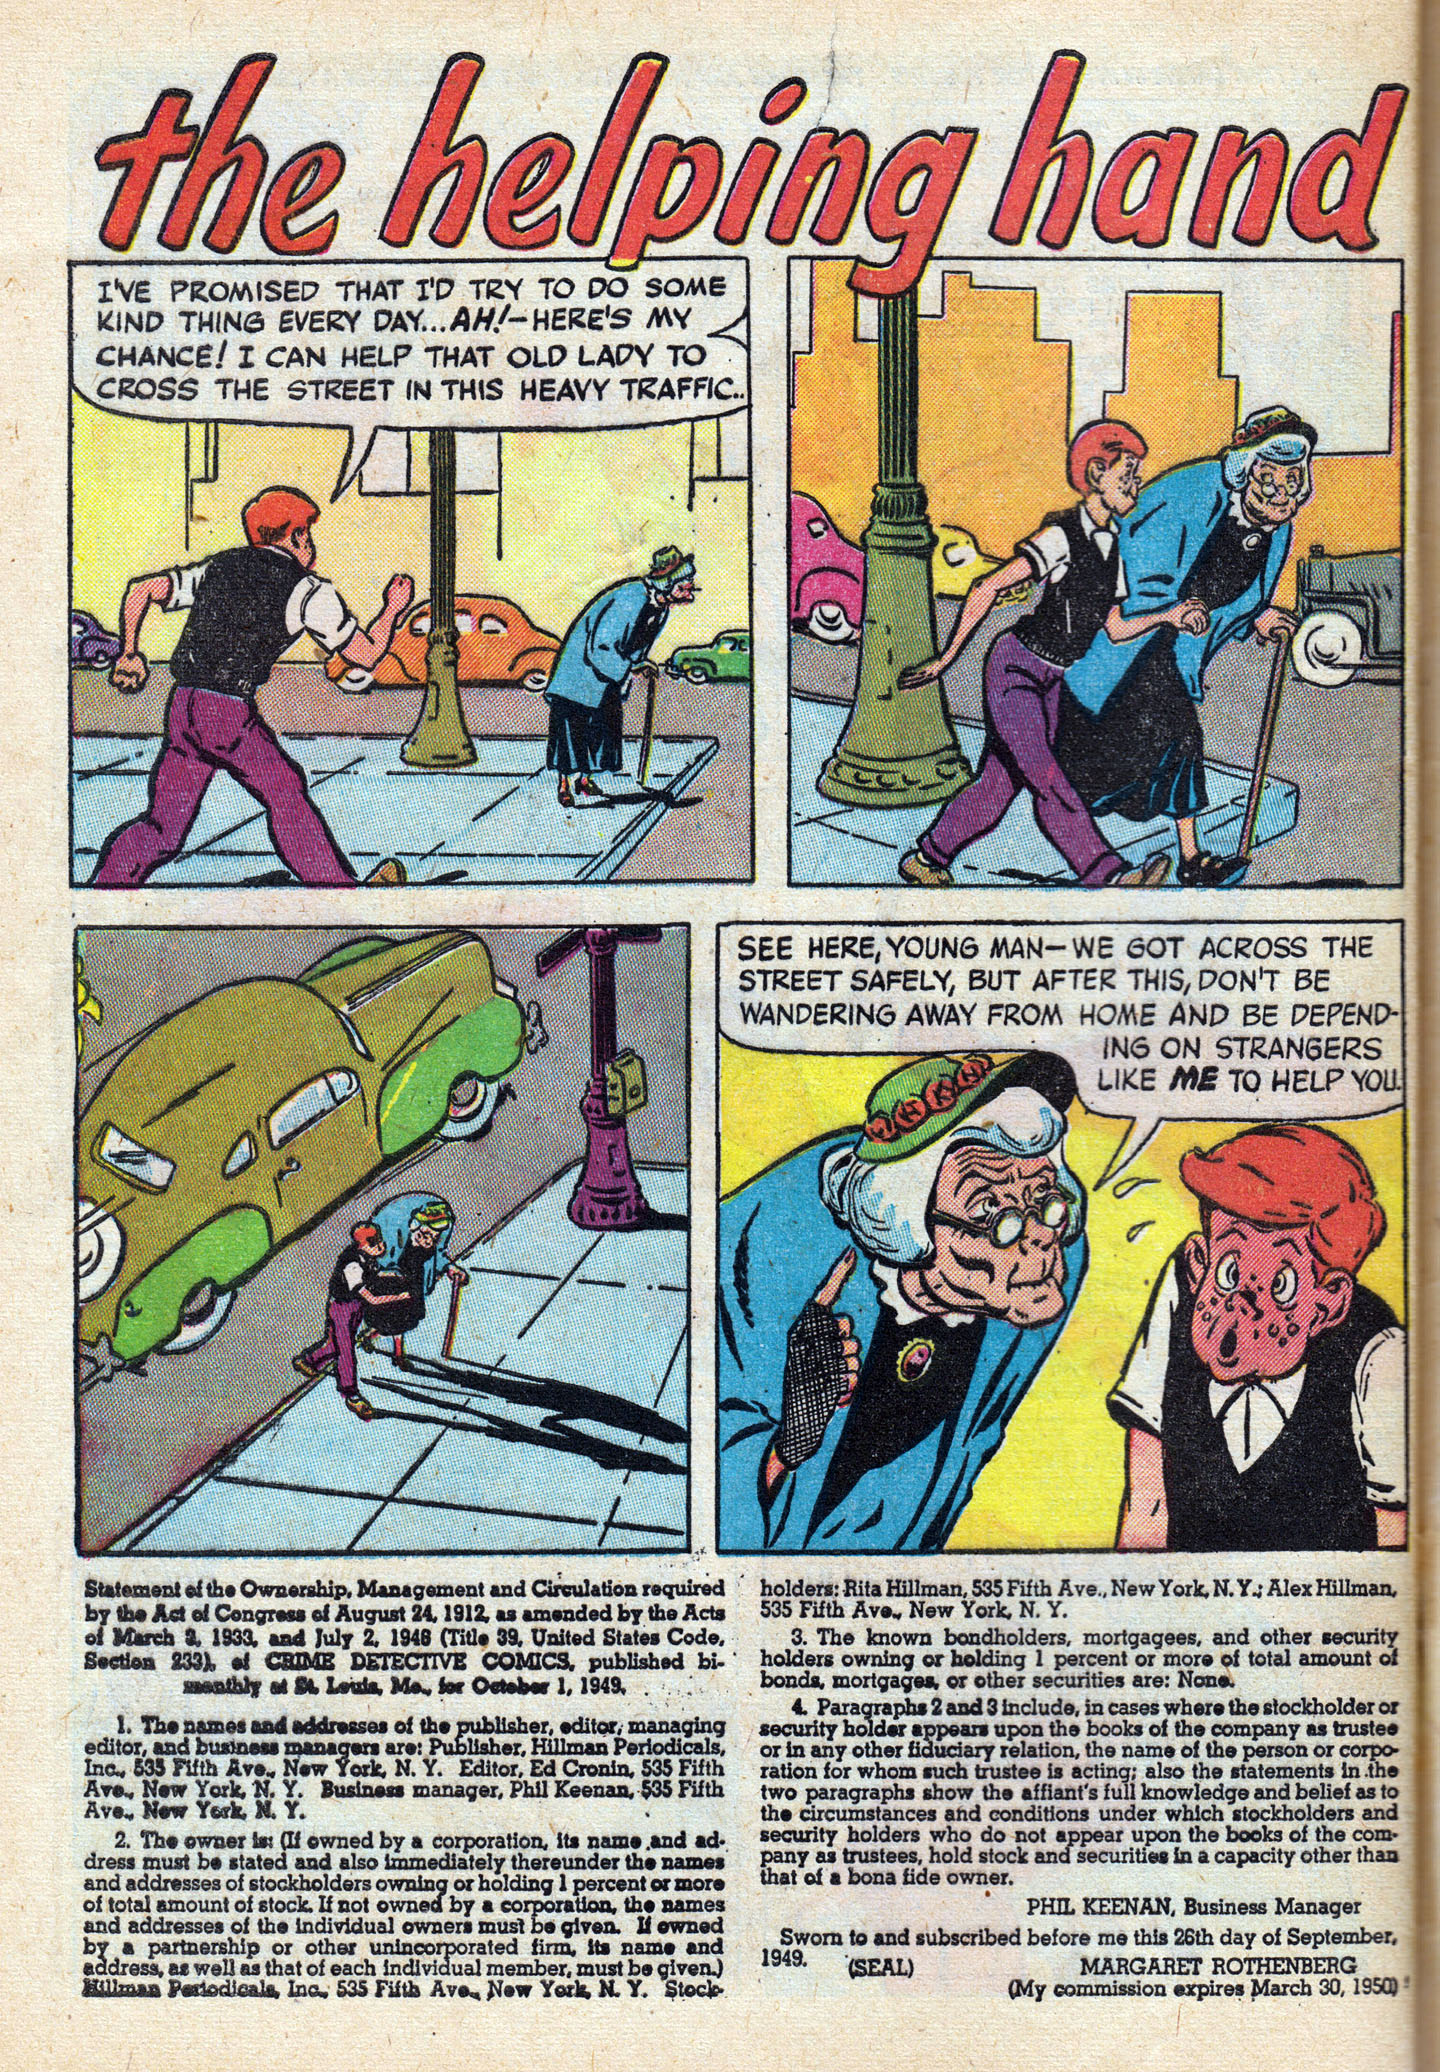 the helping hand
I'VE PROMISED THAT I'D TRY TO DO SOME
KIND THING EVERY DAY... AH!- HERE'S MY
CHANCE! I CAN HELP THAT OLD LADY TO
CROSS THE STREET IN THIS HEAVY TRAFFIC..
SEE HERE, YOUNG MAN— WE GOT ACROSS THE
STREET SAFELY, BUT AFTER THIS, DON'T BE
WANDERING AWAY FROM HOME AND BE DEPEND-
ING ON STRANGERS
LIKE ME TO HELP YOU.
Statement of the Ownership, Management and Circulation required
by the Act of Congress of August 24, 1912, as amended by the Acts
of March 3, 1933, and July 2, 1946 (Title 39, United States Code,
Section 233), of CRIME DETECTIVE COMICS, published bi-
monthly at St. Louis, Mo., for October 1, 1949.
1. The names and addresses of the publisher, editor, managing
editor, and business managers are: Publisher, Hillman Periodicals,
Inc., 535 Fifth Ave., New York, N. Y. Editor, Ed Cronin, 535 Fifth
Ave., New York, N. Y. Business manager, Phil Keenan, 535 Fifth
Ave., New York, N. Y.
2. The owner is: (If owned by a corporation, its name and ad-
dress must be stated and also immediately thereunder the names
and addresses of stockholders owning or holding 1 percent or more
of total amount of stock. If not owned by a corporation, the names
and addresses of the individual owners must be given. If owned
by a partnership or other unincorporated firm, its name and
address, as well as that of each individual member, must be given.)
Hillman Periodicals, Inc., 535 Fifth Ave., New York, N. Y. Stock-
holders: Rita Hillman, 535 Fifth Ave., New York, N. Y.; Alex Hillman,
535 Fifth Ave., New York, N. Y.
3. The known bondholders, mortgagees, and other security
holders owning or holding 1 percent or more of total amount of
bonds, mortgages, or other securities are: None.
4. Paragraphs 2 and 3 include, in cases where the stockholder or
security holder appears upon the books of the company as trustee
or in any other fiduciary relation, the name of the person or corpo-
ration for whom such trustee is acting; also the statements in the
two paragraphs show the affiant's full knowledge and belief as to
the circumstances and conditions under which stockholders and
security holders who do not appear upon the books of the com-
pany as trustees, hold stock and securities in a capacity other than
that of a bona fide owner.
PHIL KEENAN, Business Manager
Sworn to and subscribed before me this 26th day of September,
1949. (SEAL) MARGARET ROTHENBERG
(My commission expires March 30, 1950)